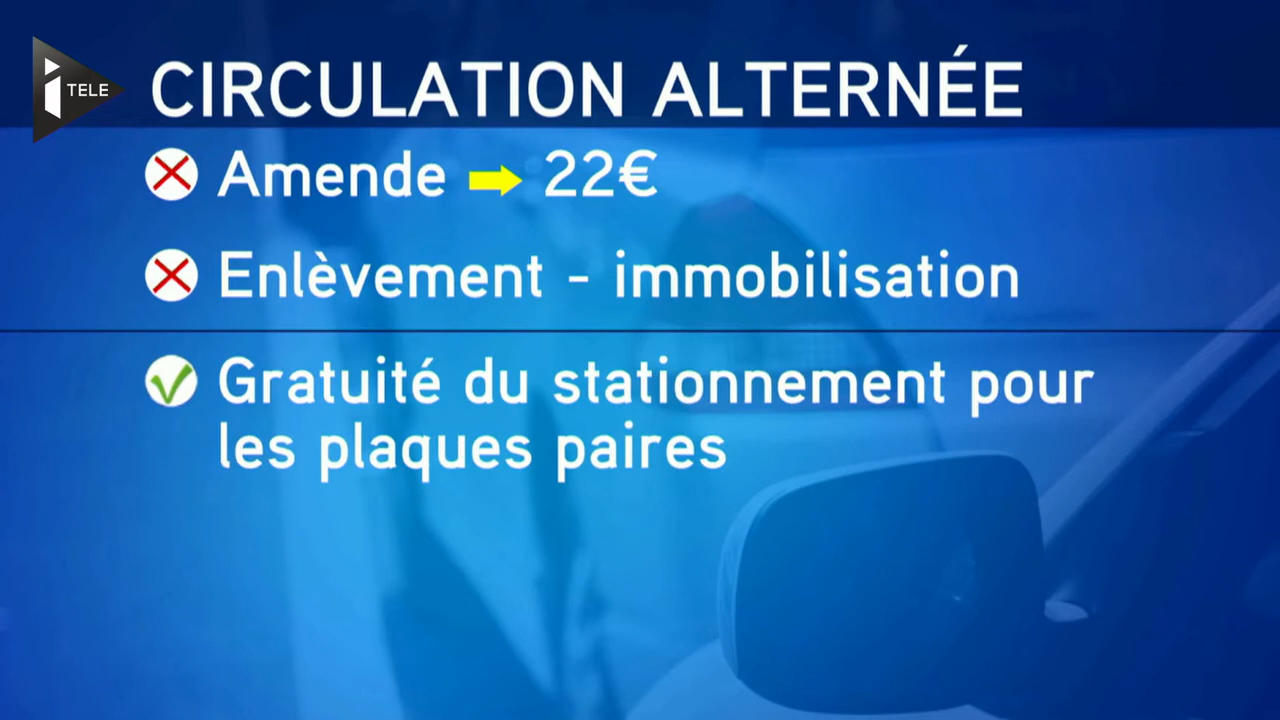 i TELE
CIRCULATION ALTERNÉE
Amende 22€
Enlèvement - immobilisation
Gratuité du stationnement pour
les plaques paires